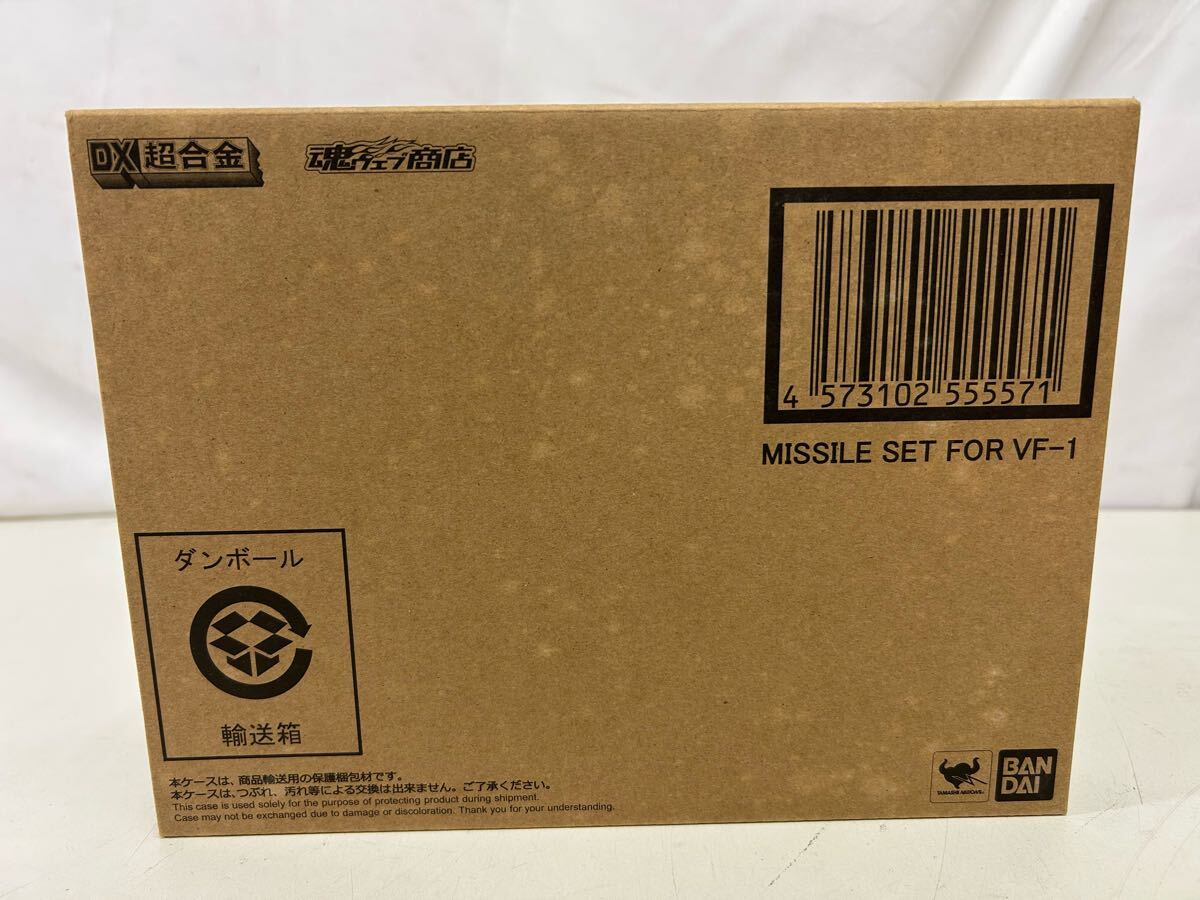 DX超合金
魂ウェブ商店
4 573102 555571
MISSILE SET FOR VF-1
ダンボール
輸送箱
本ケースは、商品輸送用の保護梱包材です。
本ケースは、つぶれ、汚れ等による交換は出来ません。ご了承ください。
This case is used solely for the purpose of protecting product during shipment.
Case may not be exchanged due to damage or discoloration. Thank you for your understanding.
TAMASHII NATIONS
BAN
DAI